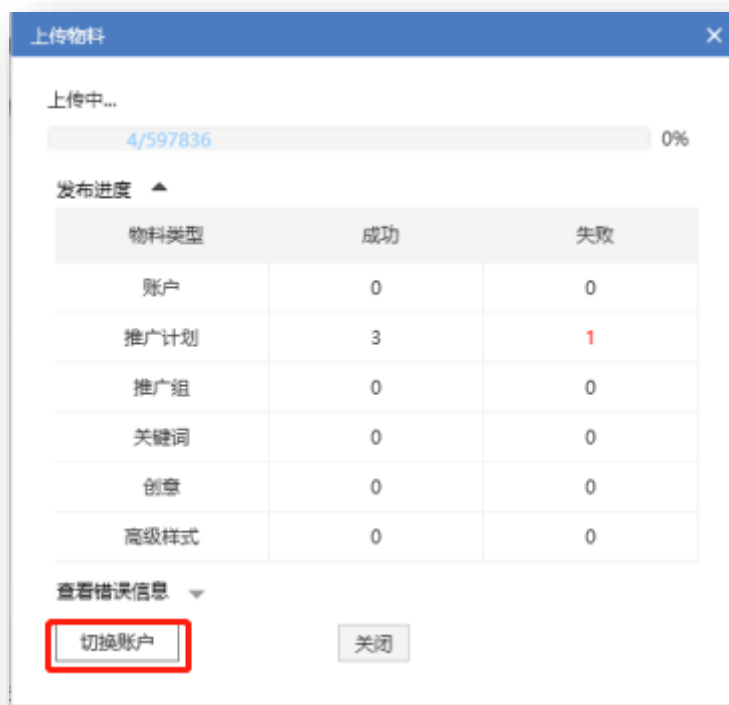 上传物料
上传中...
4/597836 0%
发布进度
物料类型 成功 失败
账户 0 0
推广计划 3 1
推广组 0 0
关键词 0 0
创意 0 0
高级样式 0 0
查看错误信息
切换账户 关闭